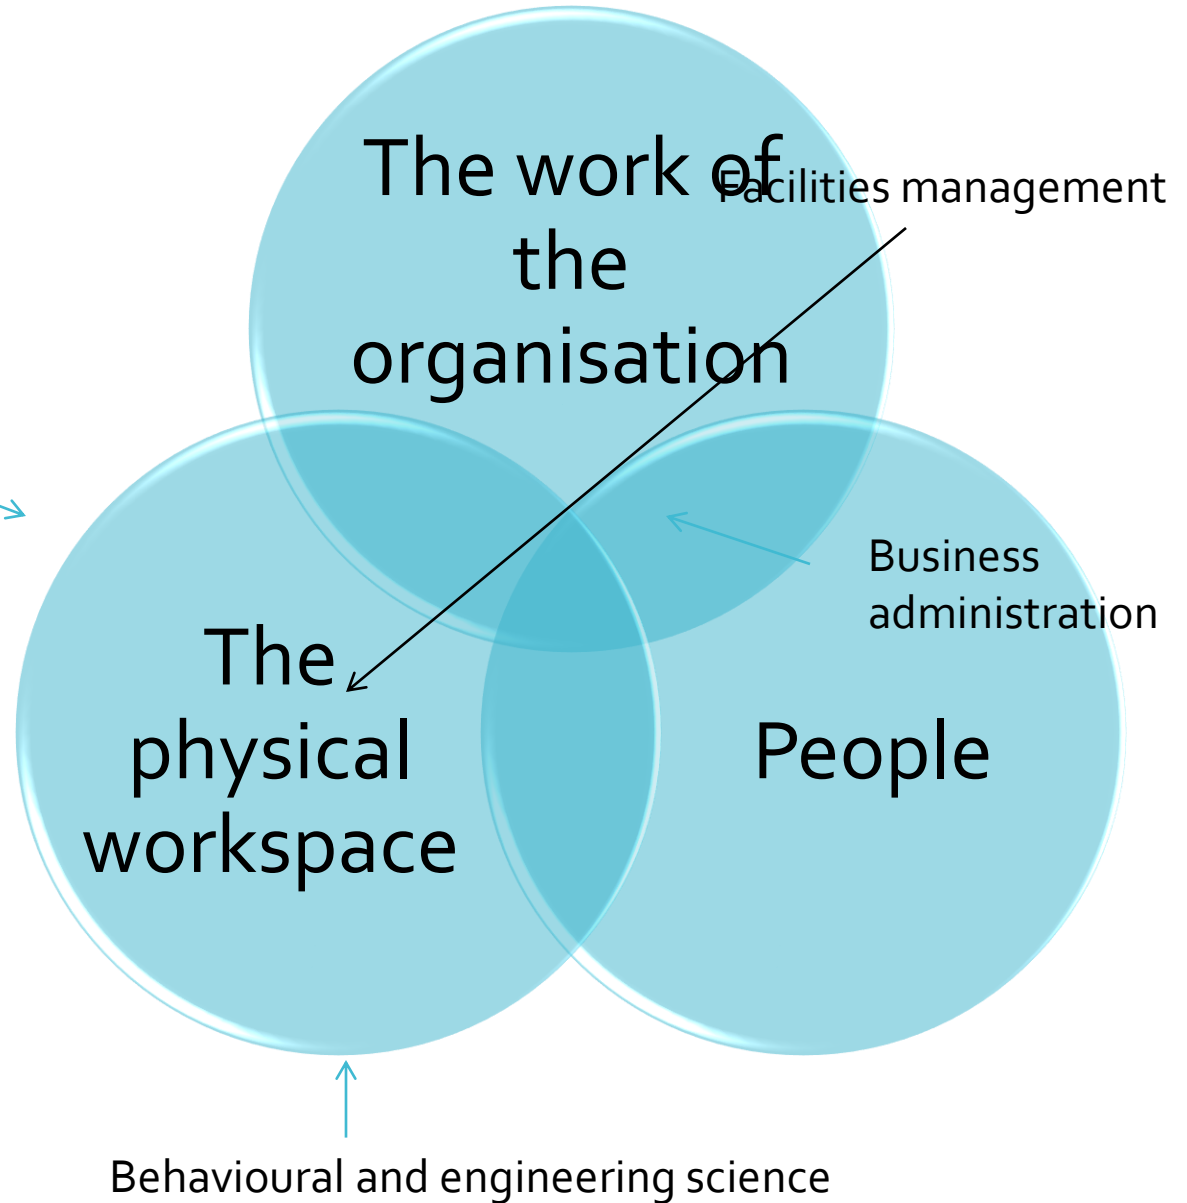 The work of
Facilities management
the
organisation
Business
administration
The
physical
workspace
People
Behavioural and engineering science